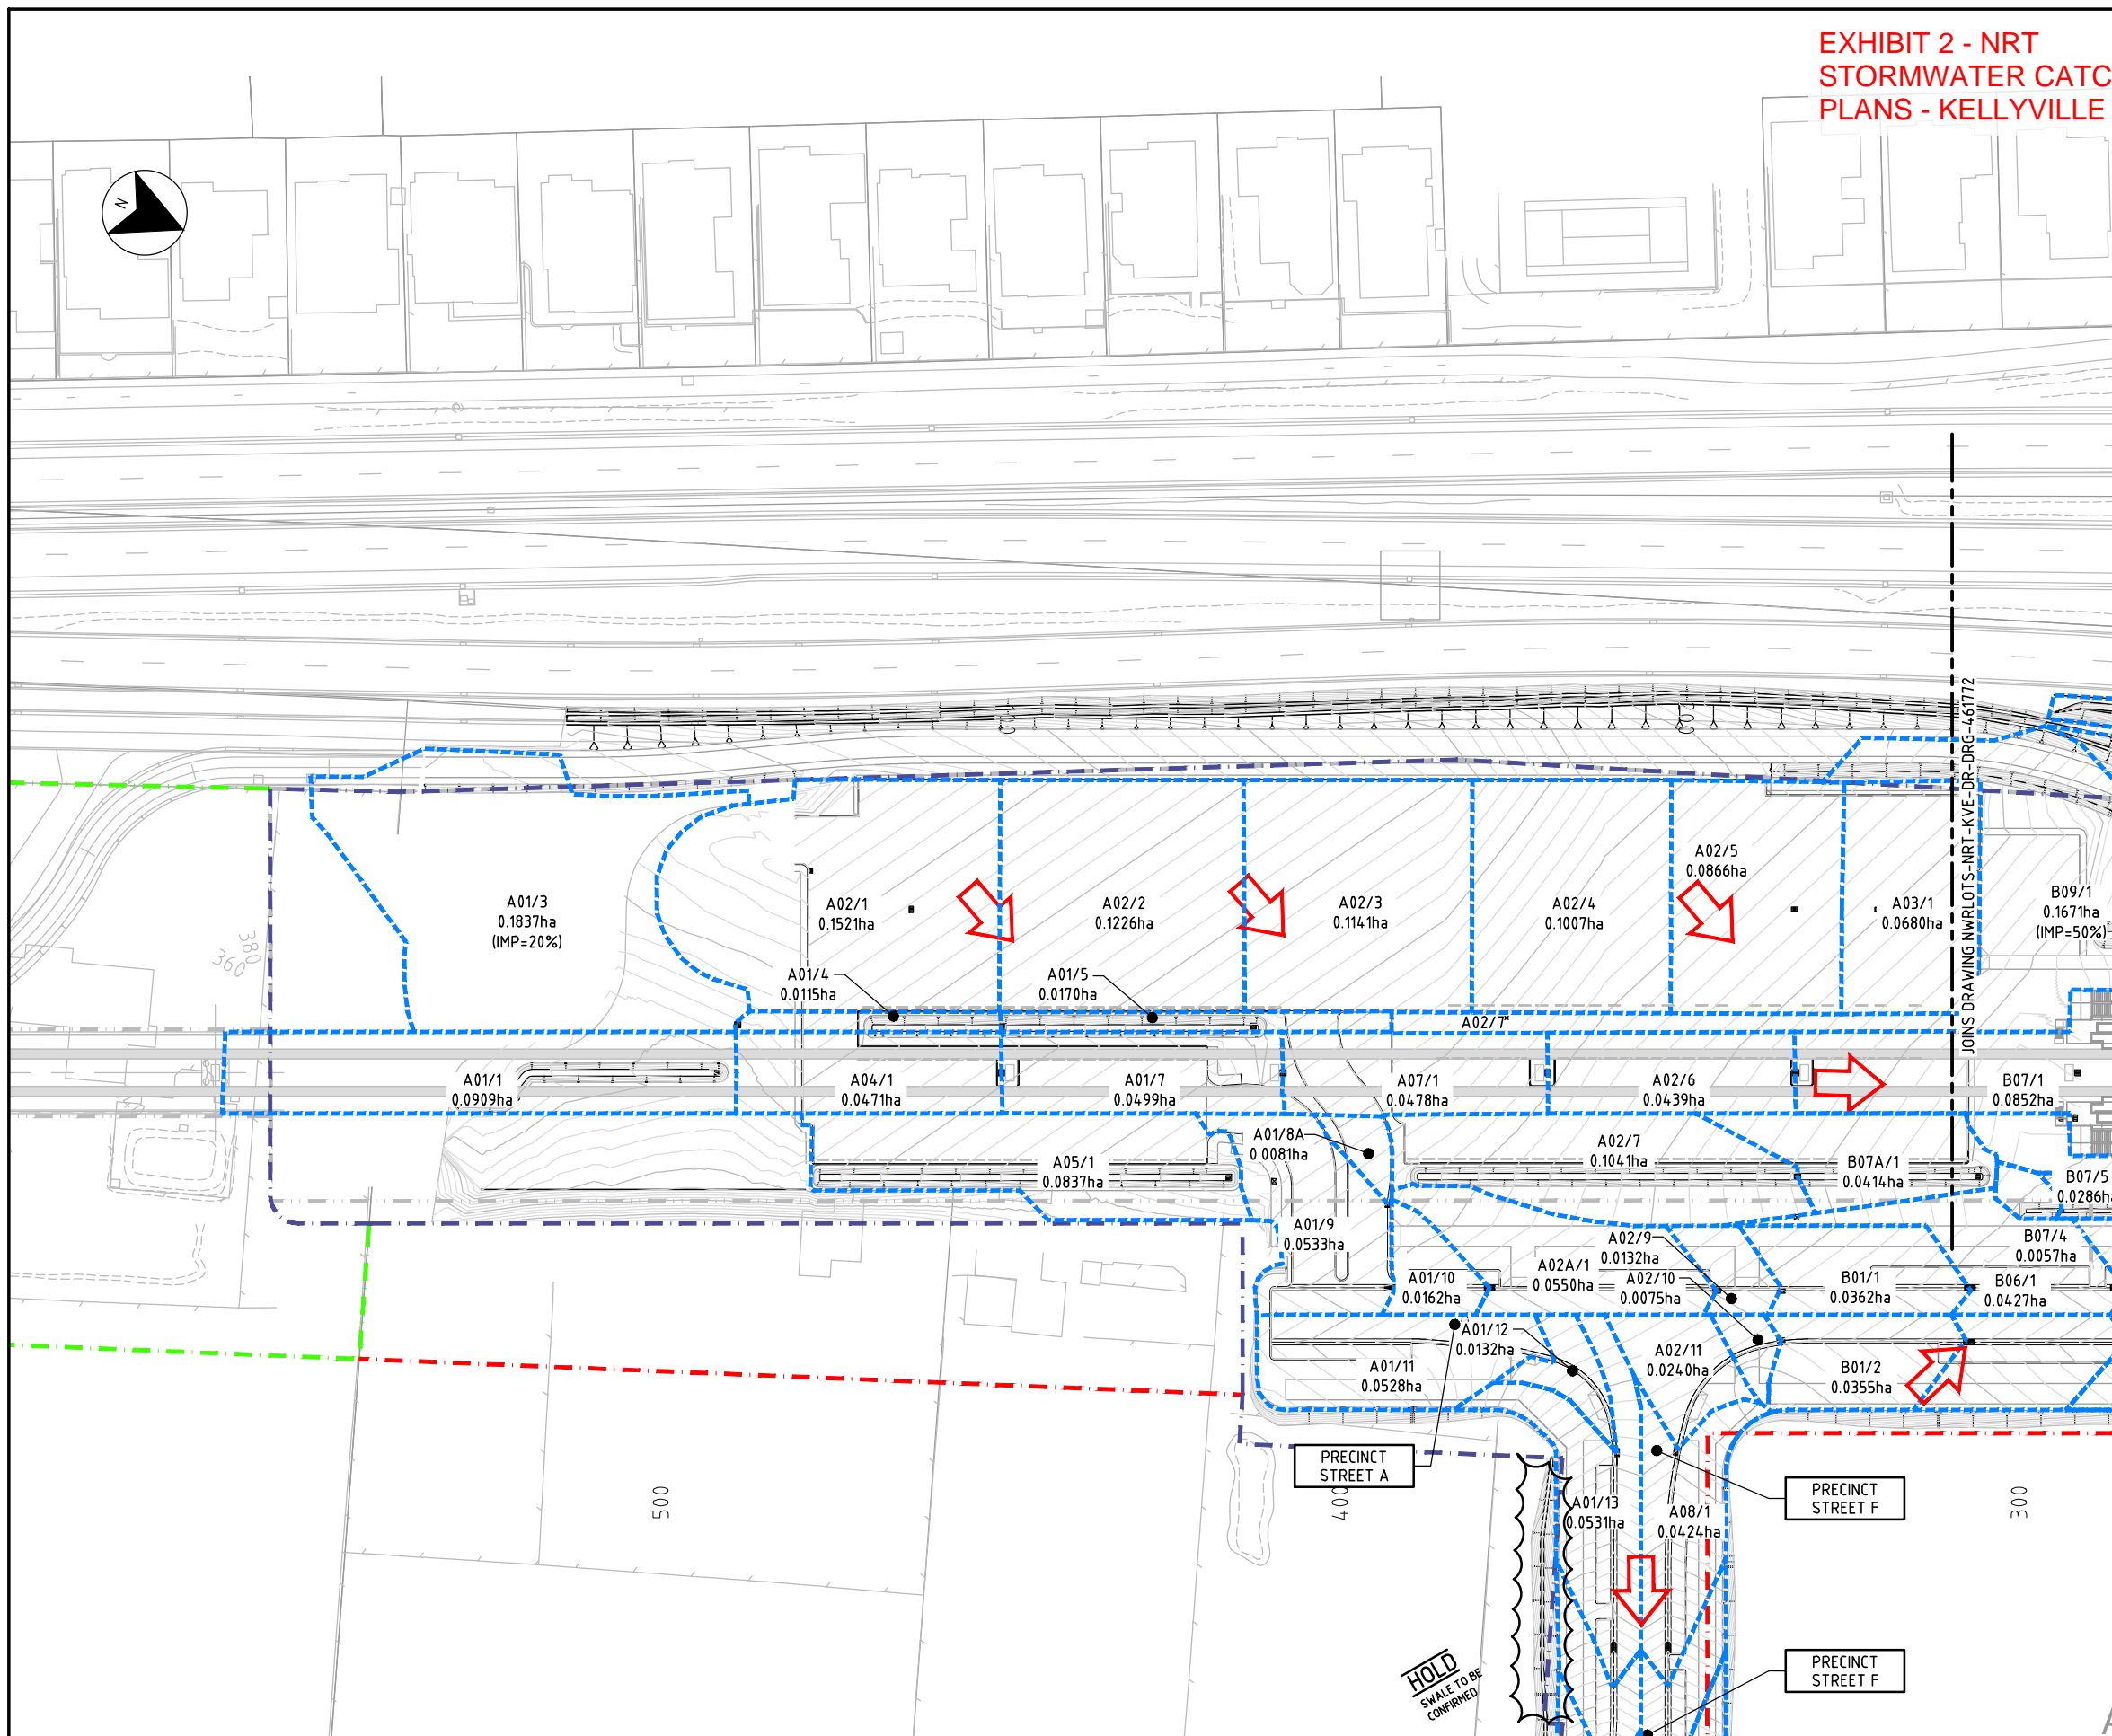 EXHIBIT 2 - NRT
STORMWATER CATC
PLANS - KELLYVILLE
N
JOINS DRAWING NWRLOTS-NRT-KVE-DR-DRG-461772
A02/5
0.0866ha
A01/3
0.1837ha
(IMP=20%)
A02/1
0.1521ha
A02/2
0.1226ha
A02/3
0.1141ha
A02/4
0.1007ha
A03/1
0.0680ha
B09/1
0.1671ha
(IMP=50%)
380
360
A01/4
0.0115ha
A01/5
0.0170ha
A02/7*
A01/1
0.0909ha
A04/1
0.0471ha
A01/7
0.0499ha
A07/1
0.0478ha
A02/6
0.0439ha
B07/1
0.0852ha
A01/8A
0.0081ha
A05/1
0.0837ha
A02/7
0.1041ha
B07A/1
0.0414ha
B07/5
0.0286ha
A01/9
0.0533ha
A02/9
0.0132ha
B07/4
0.0057ha
A01/10
0.0162ha
A02A/1
0.0550ha
A02/10
0.0075ha
B01/1
0.0362ha
B06/1
0.0427ha
A01/12
0.0132ha
A01/11
0.0528ha
A02/11
0.0240ha
B01/2
0.0355ha
PRECINCT
STREET A
PRECINCT
STREET F
500
400
300
A01/13
0.0531ha
A08/1
0.0424ha
HOLD
SWALE TO BE
CONFIRMED
PRECINCT
STREET F